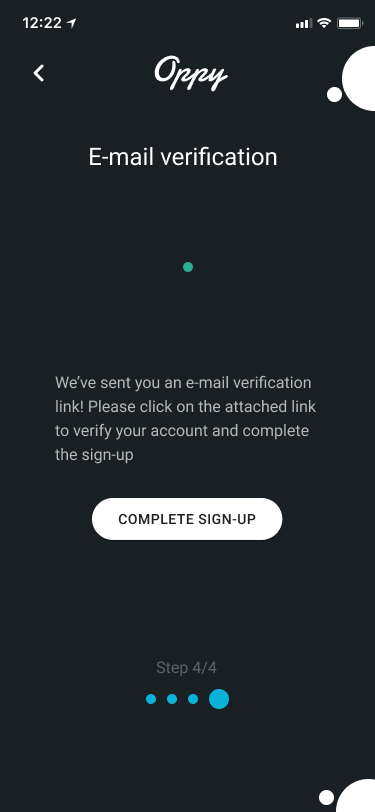 12:22
Oppy
E-mail verification
We’ve sent you an e-mail verification
link! Please click on the attached link
to verify your account and complete
the sign-up
COMPLETE SIGN-UP
Step 4/4